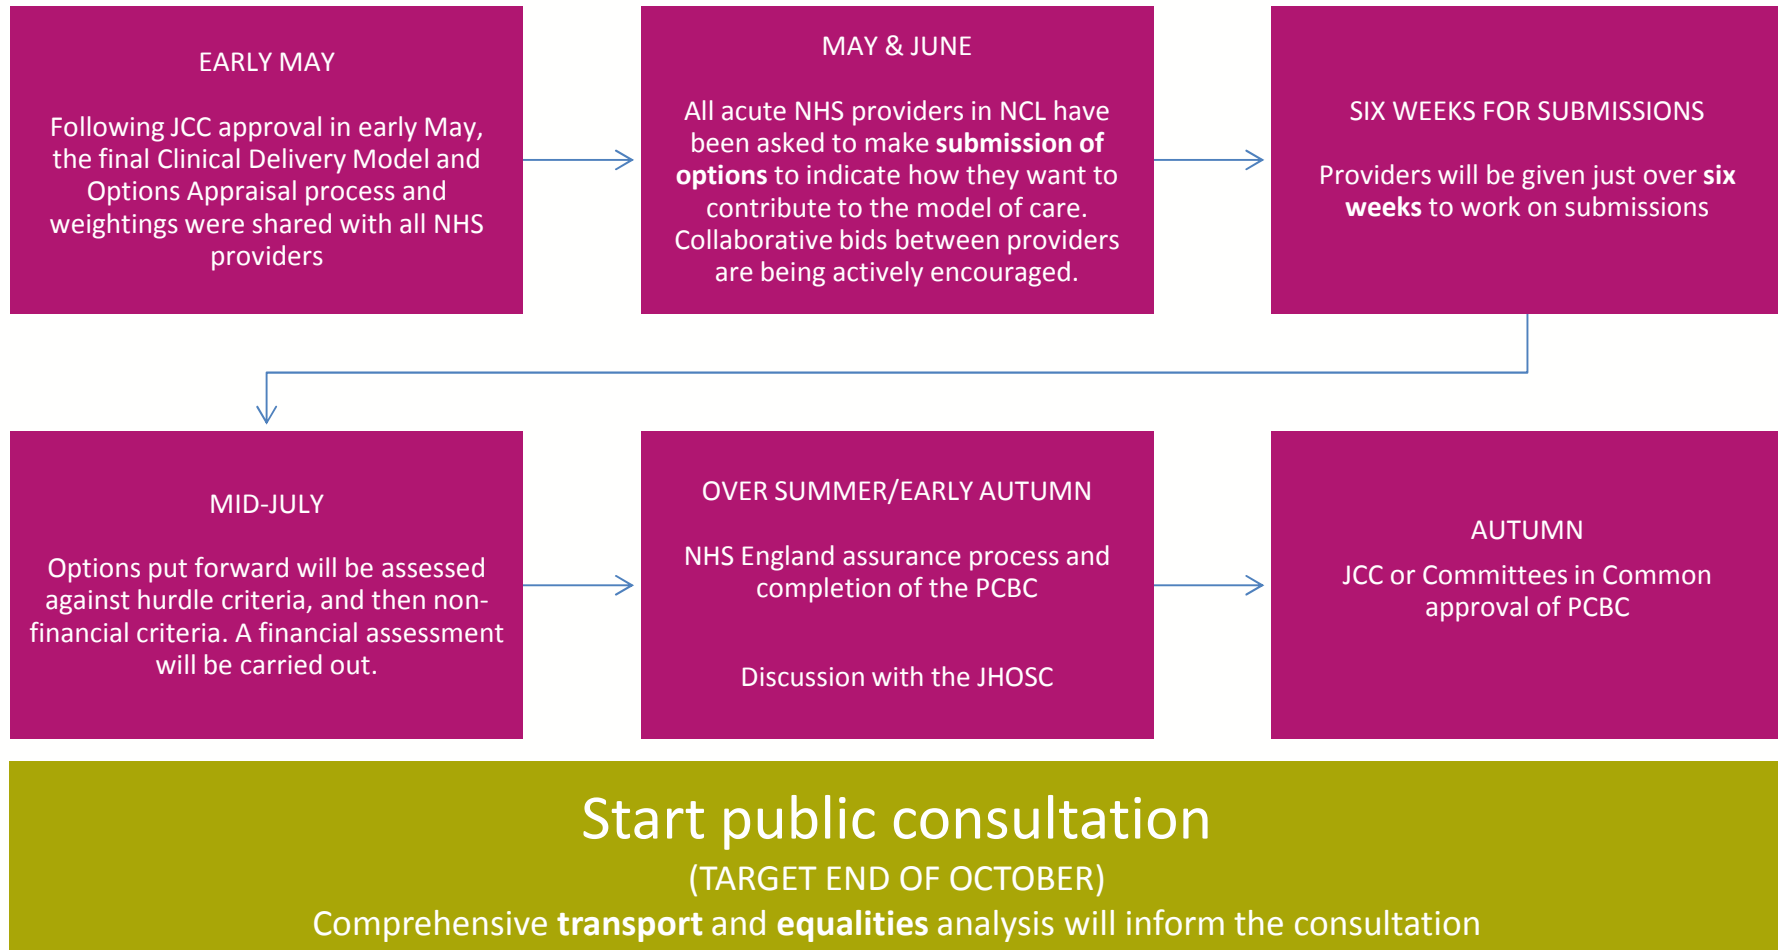 EARLY MAY
Following JCC approval in early May,
the final Clinical Delivery Model and
Options Appraisal process and
weightings were shared with all NHS
providers
MAY & JUNE
All acute NHS providers in NCL have
been asked to make submission of
options to indicate how they want to
contribute to the model of care.
Collaborative bids between providers
are being actively encouraged.
SIX WEEKS FOR SUBMISSIONS
Providers will be given just over six
weeks to work on submissions
MID-JULY
Options put forward will be assessed
against hurdle criteria, and then non-
financial criteria. A financial assessment
will be carried out.
OVER SUMMER/EARLY AUTUMN
NHS England assurance process and
completion of the PCBC
Discussion with the JHOSC
AUTUMN
JCC or Committees in Common
approval of PCBC
Start public consultation
(TARGET END OF OCTOBER)
Comprehensive transport and equalities analysis will inform the consultation